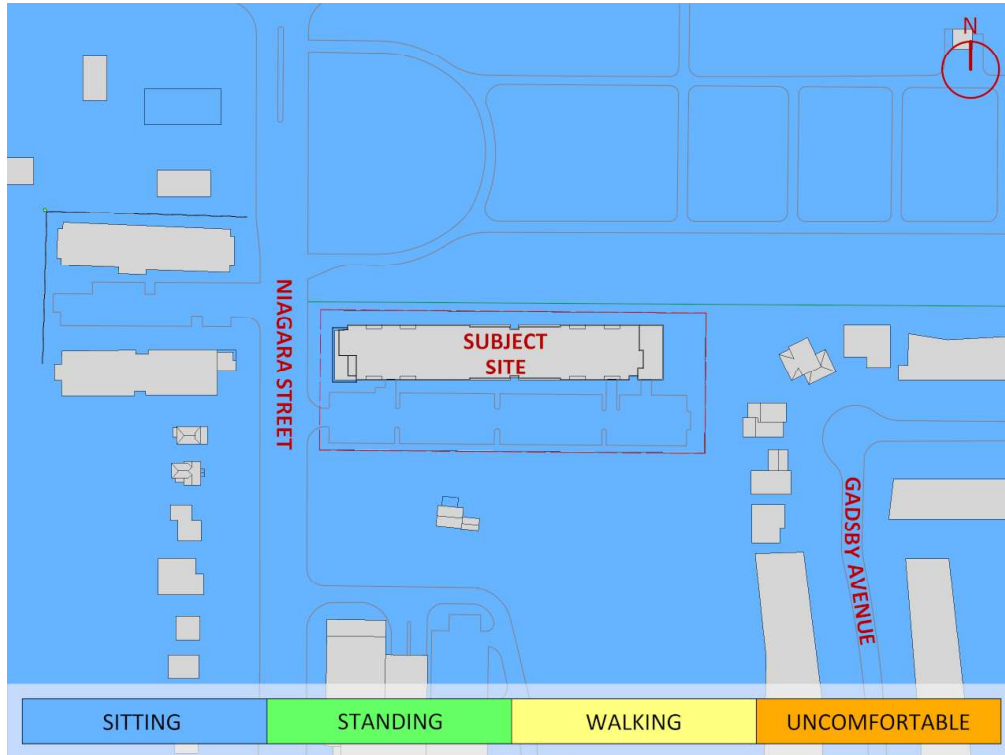 N
NIAGARA STREET
SUBJECT
SITE
GADSBY AVENUE
SITTING
STANDING
WALKING
UNCOMFORTABLE